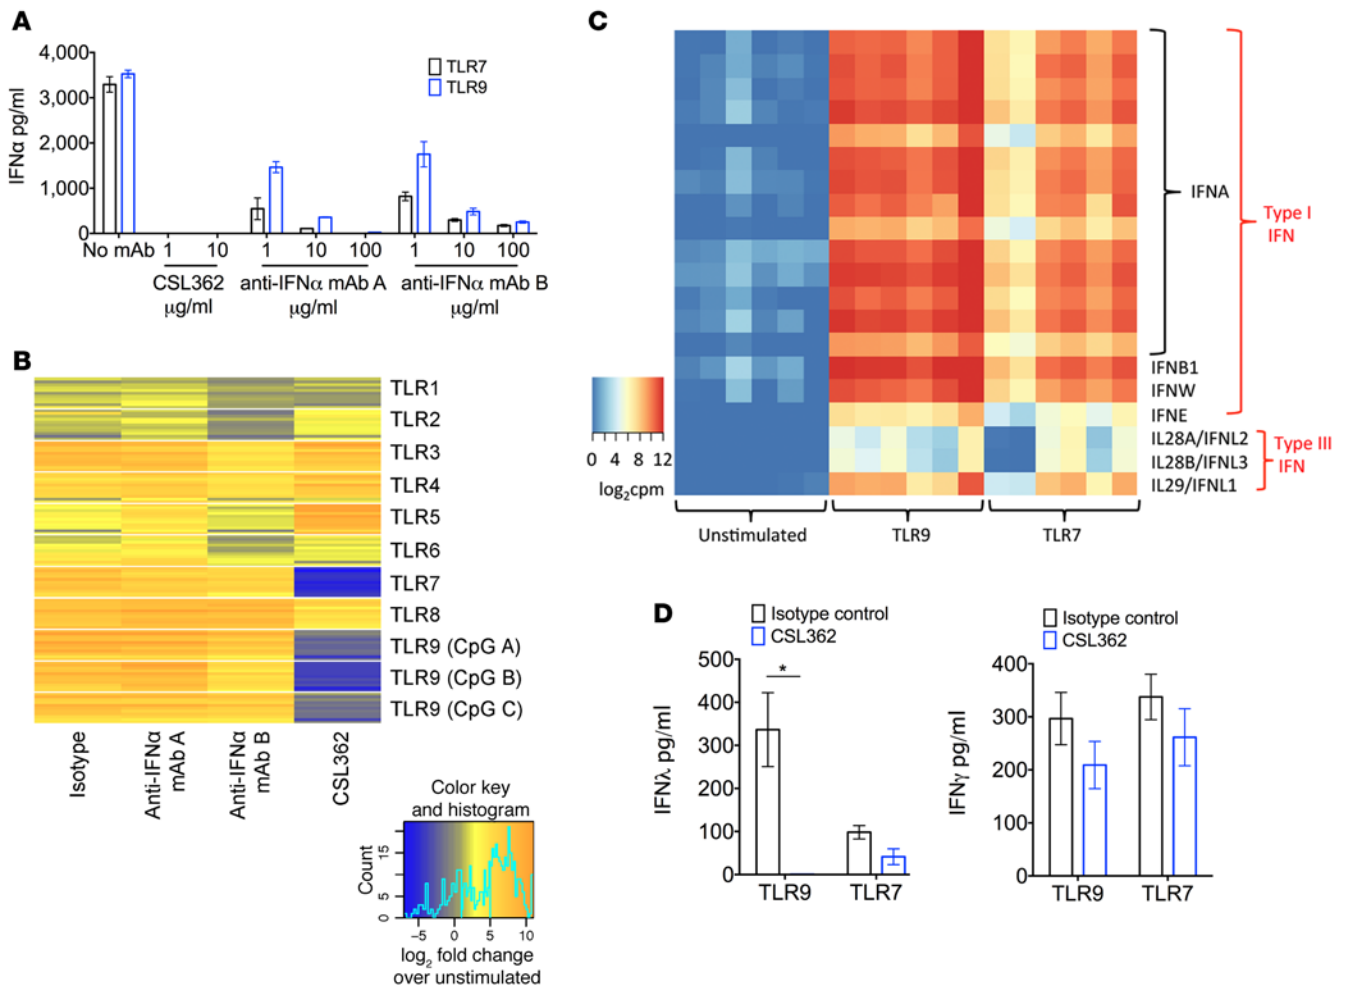 A
IFNα pg/ml
4,000
3,000
2,000
1,000
0
TLR7
TLR9
No mAb 1 10 1 10 100 1 10 100
CSL362
μg/ml
anti-IFNα mAb A
μg/ml
anti-IFNα mAb B
μg/ml
B
TLR1
TLR2
TLR3
TLR4
TLR5
TLR6
TLR7
TLR8
TLR9 (CpG A)
TLR9 (CpG B)
TLR9 (CpG C)
Isotype
Anti-IFNα
mAb A
Anti-IFNα
mAb B
CSL362
Color key
and histogram
Count
15
5
0
−5 0 5 10
log2 fold change
over unstimulated
C
IFNA
IFNB1
IFNW
IFNE
IL28A/IFNL2
IL28B/IFNL3
IL29/IFNL1
Type I
IFN
Type III
IFN
0 4 8 12
log2cpm
Unstimulated TLR9 TLR7
D
Isotype control
CSL362
IFNλ pg/ml
500
400
300
200
100
0
*
TLR9 TLR7
Isotype control
CSL362
IFNγ pg/ml
400
300
200
100
0
TLR9 TLR7